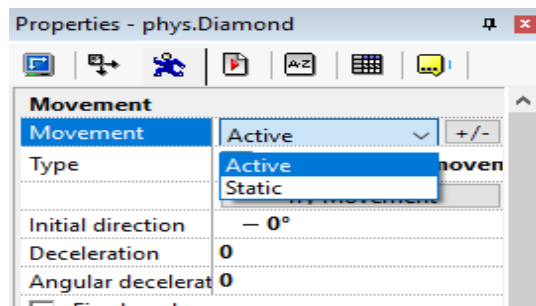 Properties - phys.Diamond
A-Z
Movement
Movement Active +/-
Type Active
Static
Initial direction — 0°
Deceleration 0
Angular decelerat 0